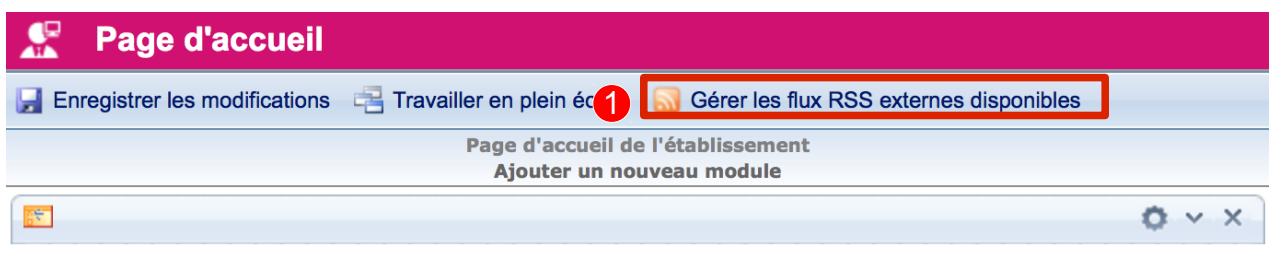 Page d'accueil
Enregistrer les modifications Travailler en plein éc 1 Gérer les flux RSS externes disponibles
Page d'accueil de l'établissement
Ajouter un nouveau module